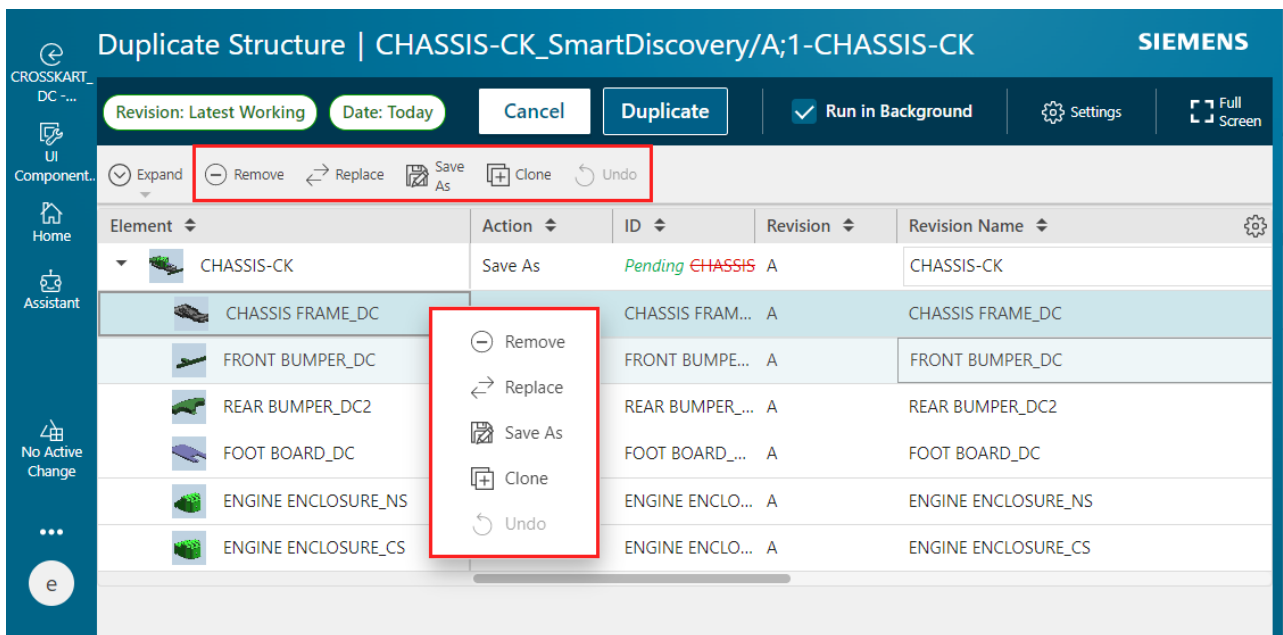 Duplicate Structure | CHASSIS-CK_SmartDiscovery/A;1-CHASSIS-CK
SIEMENS
CROSSKART_
DC -...
UI
Component..
Home
Assistant
No Active
Change
•••
e
Revision: Latest Working Date: Today Cancel Duplicate Run in Background Settings Full
Screen
Expand Remove Replace Save
As Clone Undo
Element Action ID Revision Revision Name
CHASSIS-CK Save As Pending CHASSIS A CHASSIS-CK
CHASSIS FRAME_DC CHASSIS FRAM... A CHASSIS FRAME_DC
FRONT BUMPER_DC FRONT BUMPE... A FRONT BUMPER_DC
REAR BUMPER_DC2 REAR BUMPER_... A REAR BUMPER_DC2
FOOT BOARD_DC FOOT BOARD_... A FOOT BOARD_DC
ENGINE ENCLOSURE_NS ENGINE ENCLO... A ENGINE ENCLOSURE_NS
ENGINE ENCLOSURE_CS ENGINE ENCLO... A ENGINE ENCLOSURE_CS
Remove
Replace
Save As
Clone
Undo